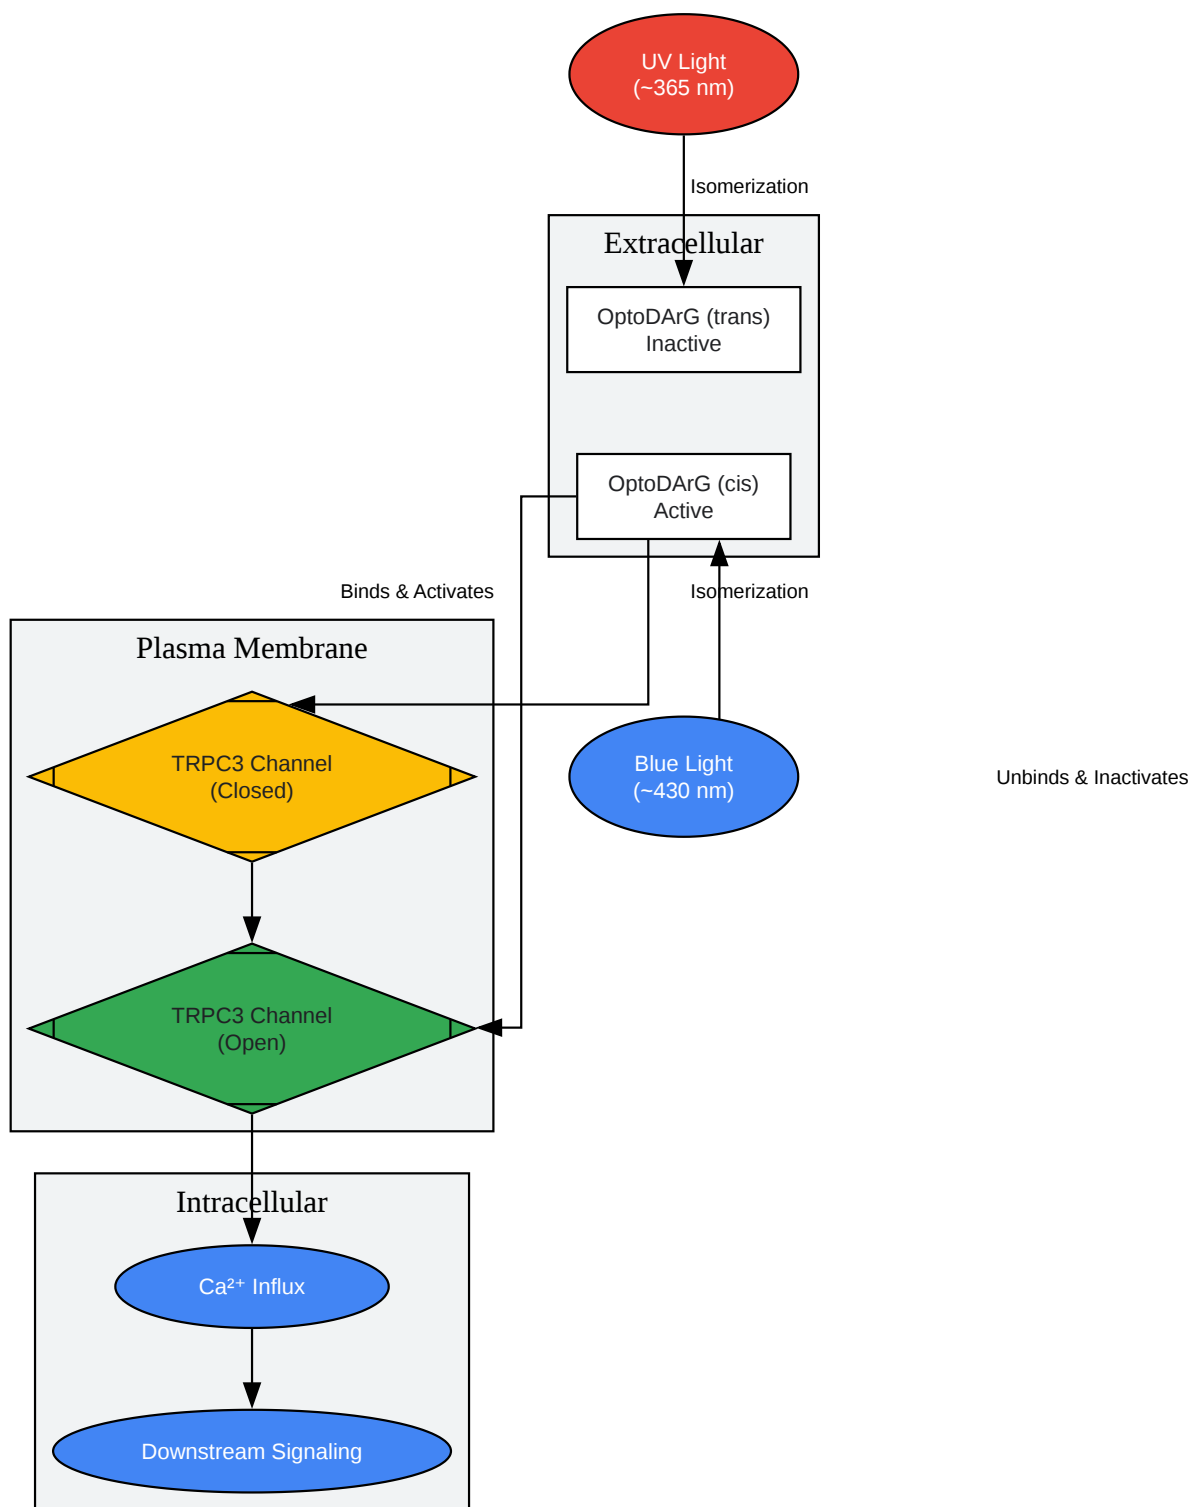 UV Light
(~365 nm)
Isomerization
Extracellular
OptoDArG (trans)
Inactive
OptoDArG (cis)
Active
Binds & Activates
Isomerization
Plasma Membrane
TRPC3 Channel
(Closed)
Blue Light
(~430 nm)
Unbinds & Inactivates
TRPC3 Channel
(Open)
Intracellular
Ca²⁺ Influx
Downstream Signaling